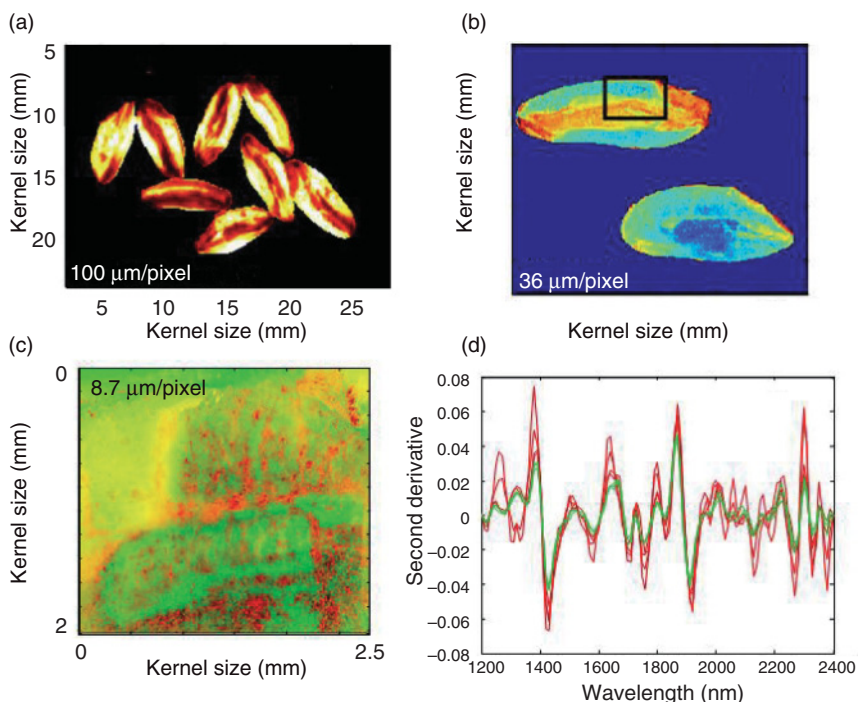 (a)
5
10
15
20
Kernel size (mm)
100 μm/pixel
5 10 15 20 25
Kernel size (mm)
(b)
Kernel size (mm)
36 μm/pixel
Kernel size (mm)
(c)
0
2
Kernel size (mm)
8.7 μm/pixel
0 2.5
Kernel size (mm)
(d)
0.08
0.06
0.04
0.02
0
–0.02
–0.04
–0.06
–0.08
Second derivative
1200 1400 1600 1800 2000 2200 2400
Wavelength (nm)